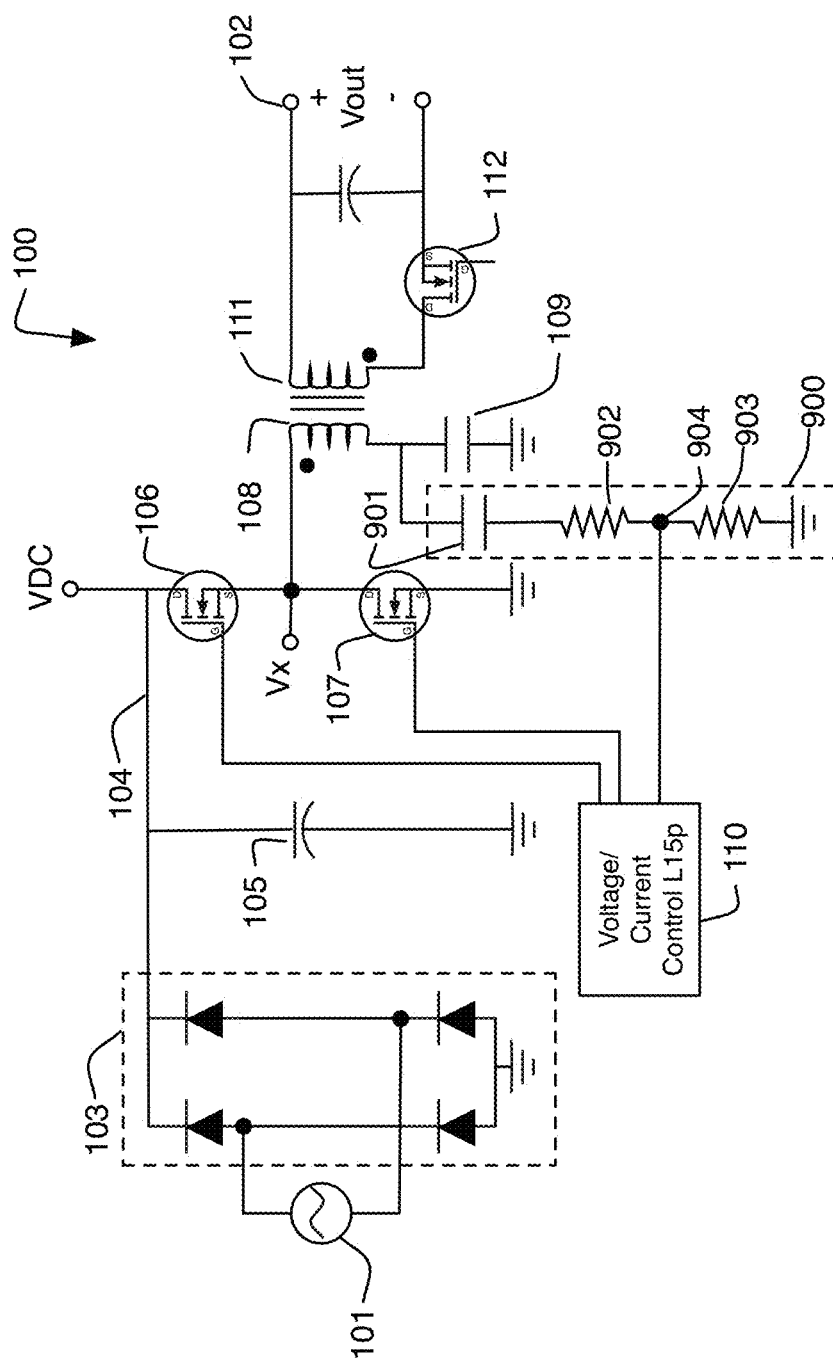 100
102
+
Vout
-
112
S
D
G
111
108
109
VDC
106
D
S
G
Vx
107
D
S
G
901
902
904
903
900
104
105
103
101
Voltage/
Current
Control L15p
110